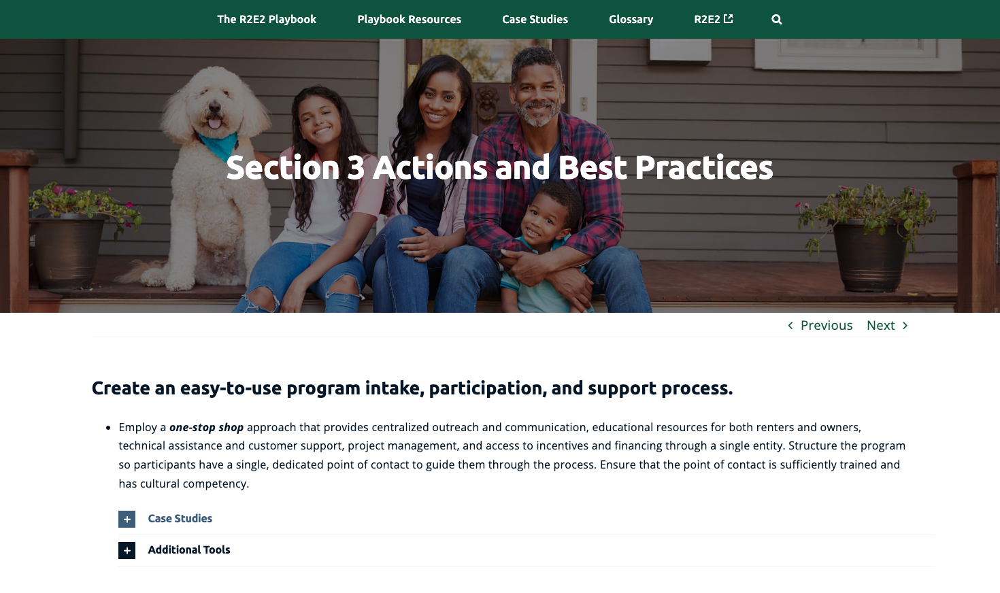 The R2E2 Playbook Playbook Resources Case Studies Glossary R2E2
Section 3 Actions and Best Practices
Previous Next
Create an easy-to-use program intake, participation, and support process.
Employ a one-stop shop approach that provides centralized outreach and communication, educational resources for both renters and owners,
technical assistance and customer support, project management, and access to incentives and financing through a single entity. Structure the program
so participants have a single, dedicated point of contact to guide them through the process. Ensure that the point of contact is sufficiently trained and
has cultural competency.
Case Studies
Additional Tools